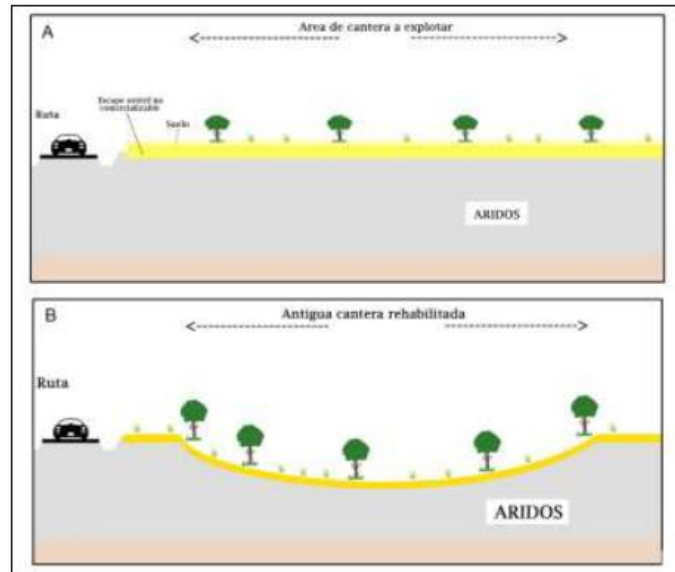 A
Area de cantera a explotar
Ruta
Suelo
ARIDOS
B
Antigua cantera rehabilitada
Ruta
ARIDOS